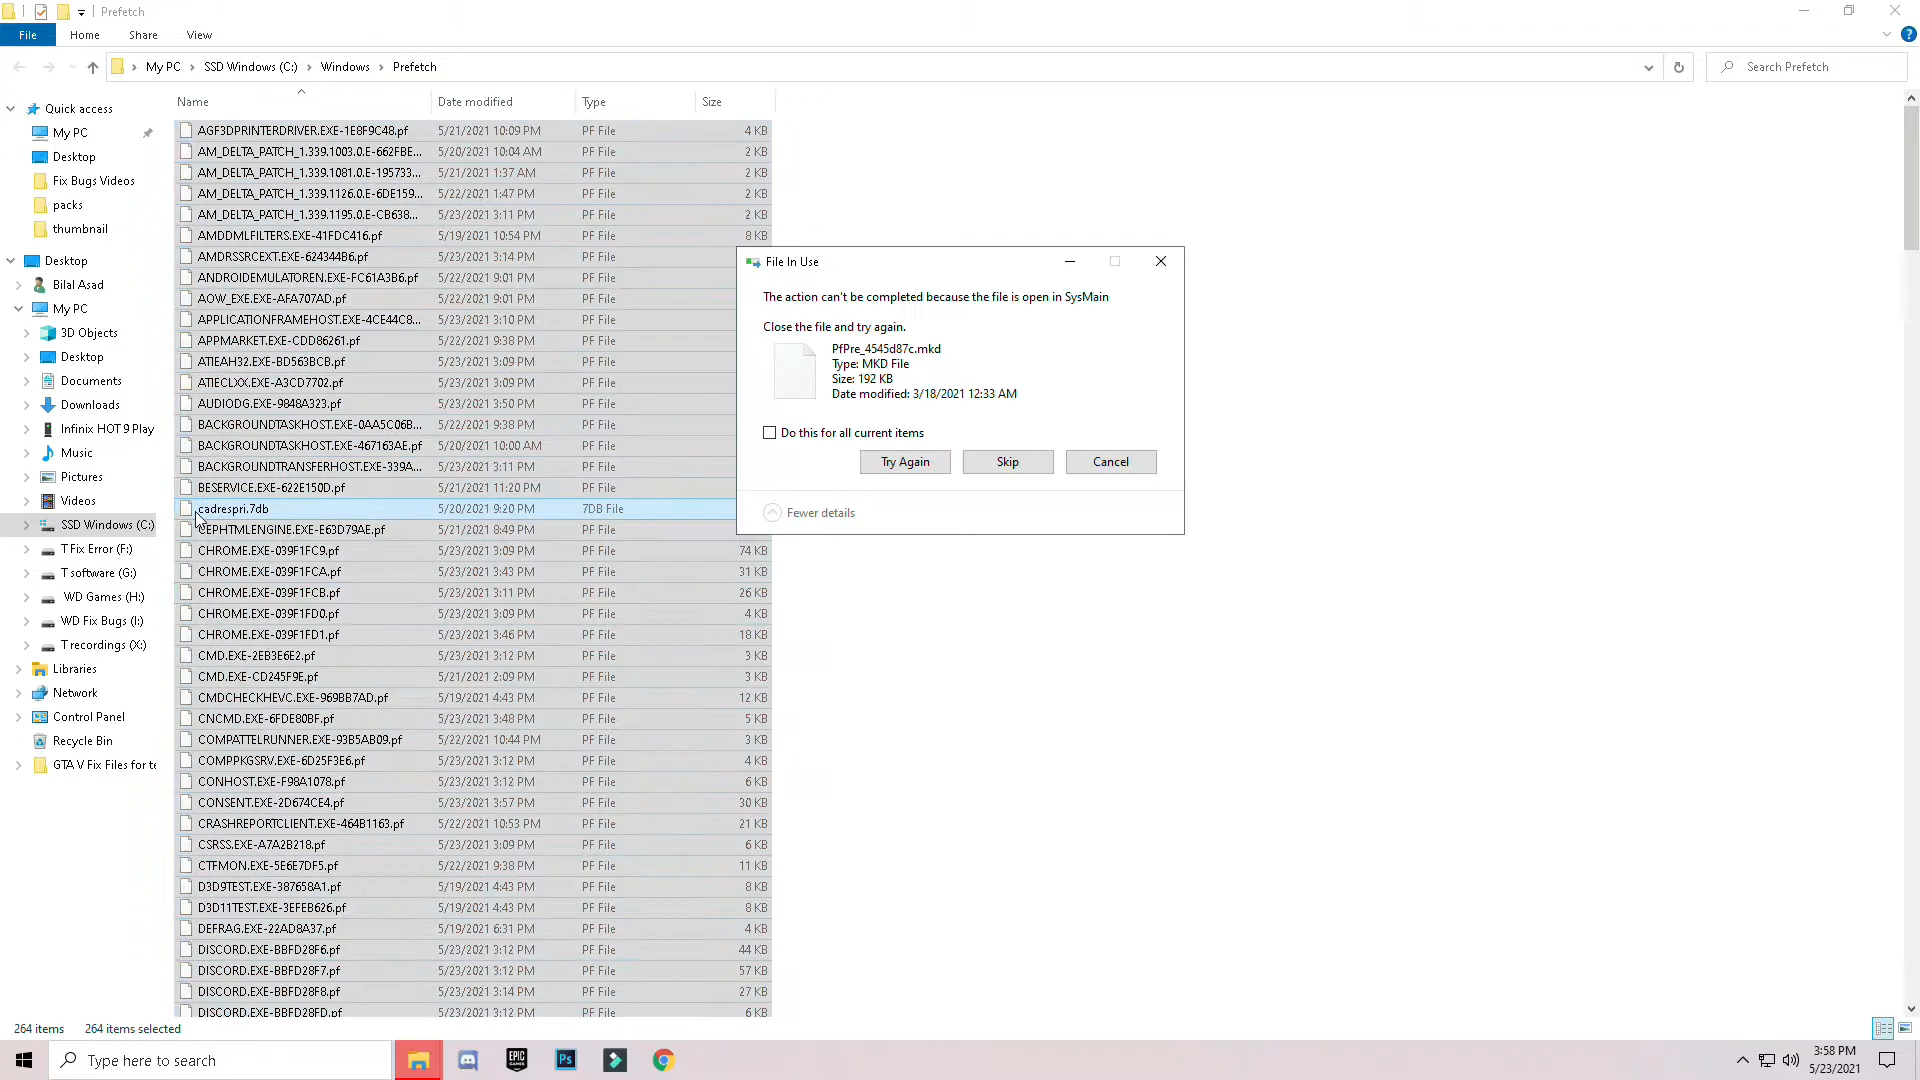 Prefetch
File Home Share View
My PC SSD Windows (C:) Windows Prefetch
Search Prefetch
Name Date modified Type Size
Quick access
My PC
Desktop
Fix Bugs Videos
packs
thumbnail
Desktop
Bilal Asad
My PC
3D Objects
Desktop
Documents
Downloads
Infinix HOT 9 Play
Music
Pictures
Videos
SSD Windows (C:)
T Fix Error (F:)
T software (G:)
WD Games (H:)
WD Fix Bugs (I:)
T recordings (X:)
Libraries
Network
Control Panel
Recycle Bin
GTA V Fix Files for te
AGF3DPRINTERDRIVER.EXE-1E8F9C48.pf 5/21/2021 10:09 PM PF File 4 KB
AM_DELTA_PATCH_1.339.1003.0.E-662FBE... 5/20/2021 10:04 AM PF File 2 KB
AM_DELTA_PATCH_1.339.1081.0.E-195733... 5/21/2021 1:37 AM PF File 2 KB
AM_DELTA_PATCH_1.339.1126.0.E-6DE159... 5/22/2021 1:47 PM PF File 2 KB
AM_DELTA_PATCH_1.339.1195.0.E-CB638... 5/23/2021 3:11 PM PF File 2 KB
AMDDMLFILTERS.EXE-41FDC416.pf 5/19/2021 10:54 PM PF File 8 KB
AMDRSSRCEXT.EXE-624344B6.pf 5/23/2021 3:14 PM PF File
ANDROIDEMULATOREN.EXE-FC61A3B6.pf 5/22/2021 9:01 PM PF File
AOW_EXE.EXE-AFA707AD.pf 5/22/2021 9:01 PM PF File
APPLICATIONFRAMEHOST.EXE-4CE44C8... 5/23/2021 3:10 PM PF File
APPMARKET.EXE-CDD86261.pf 5/22/2021 9:38 PM PF File
ATIEAH32.EXE-BD563BCB.pf 5/23/2021 3:09 PM PF File
ATIECLXX.EXE-A3CD7702.pf 5/23/2021 3:09 PM PF File
AUDIODG.EXE-9848A323.pf 5/23/2021 3:50 PM PF File
BACKGROUNDTASKHOST.EXE-0AA5C06B... 5/22/2021 9:38 PM PF File
BACKGROUNDTASKHOST.EXE-467163AE.pf 5/20/2021 10:00 AM PF File
BACKGROUNDTRANSFERHOST.EXE-339A... 5/23/2021 3:11 PM PF File
BESERVICE.EXE-622E150D.pf 5/21/2021 11:20 PM PF File
cadrespri.7db 5/20/2021 9:20 PM 7DB File
CEPHTMLENGINE.EXE-E63D79AE.pf 5/21/2021 8:49 PM PF File
CHROME.EXE-039F1FC9.pf 5/23/2021 3:09 PM PF File 74 KB
CHROME.EXE-039F1FCA.pf 5/23/2021 3:43 PM PF File 31 KB
CHROME.EXE-039F1FCB.pf 5/23/2021 3:11 PM PF File 26 KB
CHROME.EXE-039F1FD0.pf 5/23/2021 3:09 PM PF File 4 KB
CHROME.EXE-039F1FD1.pf 5/23/2021 3:46 PM PF File 18 KB
CMD.EXE-2EB3E6E2.pf 5/23/2021 3:12 PM PF File 3 KB
CMD.EXE-CD245F9E.pf 5/21/2021 2:09 PM PF File 3 KB
CMDCHECKHEVC.EXE-969BB7AD.pf 5/19/2021 4:43 PM PF File 12 KB
CNCMD.EXE-6FDE80BF.pf 5/23/2021 3:48 PM PF File 5 KB
COMPATTELRUNNER.EXE-93B5AB09.pf 5/22/2021 10:44 PM PF File 3 KB
COMPPKGSRV.EXE-6D25F3E6.pf 5/23/2021 3:12 PM PF File 4 KB
CONHOST.EXE-F98A1078.pf 5/23/2021 3:12 PM PF File 6 KB
CONSENT.EXE-2D674CE4.pf 5/23/2021 3:57 PM PF File 30 KB
CRASHREPORTCLIENT.EXE-464B1163.pf 5/22/2021 10:53 PM PF File 21 KB
CSRSS.EXE-A7A2B218.pf 5/23/2021 3:09 PM PF File 6 KB
CTFMON.EXE-5E6E7DF5.pf 5/22/2021 9:38 PM PF File 11 KB
D3D9TEST.EXE-387658A1.pf 5/19/2021 4:43 PM PF File 8 KB
D3D11TEST.EXE-3EFEB626.pf 5/19/2021 4:43 PM PF File 8 KB
DEFRAG.EXE-22AD8A37.pf 5/19/2021 6:31 PM PF File 4 KB
DISCORD.EXE-BBFD28F6.pf 5/23/2021 3:12 PM PF File 44 KB
DISCORD.EXE-BBFD28F7.pf 5/23/2021 3:12 PM PF File 57 KB
DISCORD.EXE-BBFD28F8.pf 5/23/2021 3:14 PM PF File 27 KB
DISCORD.EXE-BBFD28FD.pf 5/23/2021 3:12 PM PF File 6 KB
File In Use
The action can't be completed because the file is open in SysMain
Close the file and try again.
PfPre_4545d87c.mkd
Type: MKD File
Size: 192 KB
Date modified: 3/18/2021 12:33 AM
Do this for all current items
Try Again Skip Cancel
Fewer details
264 items 264 items selected
Type here to search
EPIC GAMES
Ps
3:58 PM
5/23/2021